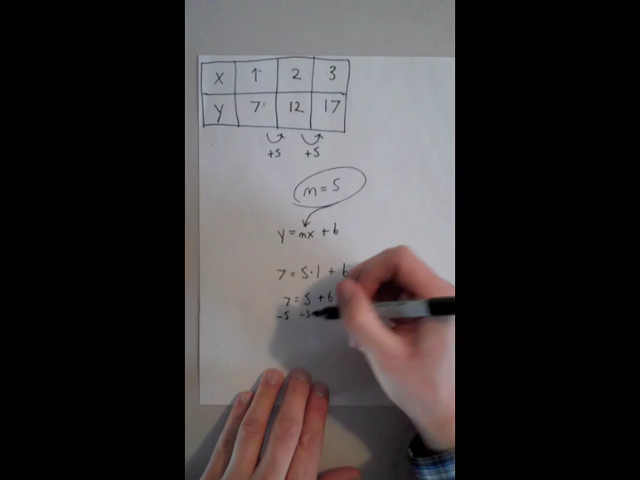 x 1 2 3
y 7 12 17
+5 +5
m = 5
y = mx + b
7 = 5·1 + b
7 = 5 + b
-5 -5